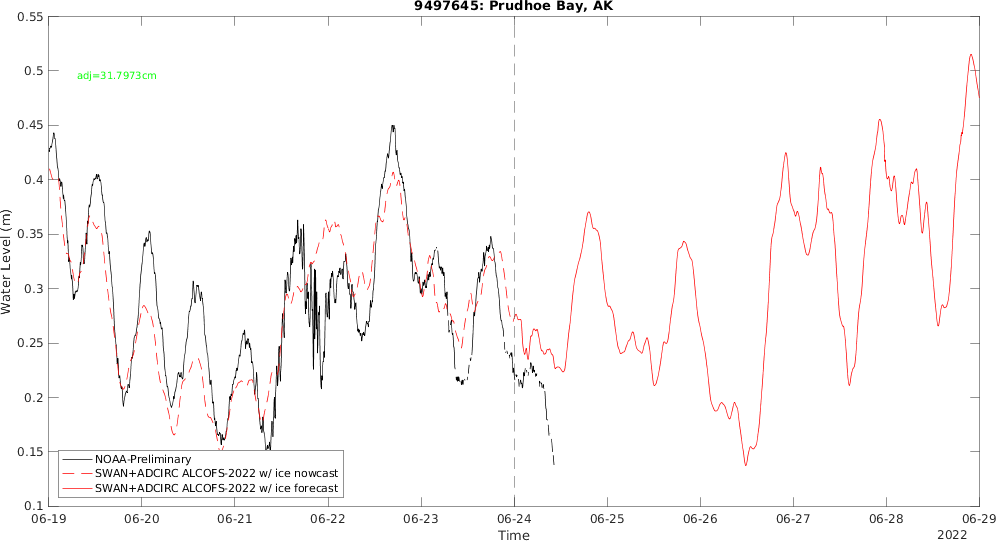 9497645: Prudhoe Bay, AK
0.55
0.5
0.45
0.4
0.35
0.3
0.25
0.2
0.15
0.1
Water Level (m)
adj=31.7973cm
NOAA-Preliminary
SWAN+ADCIRC ALCOFS-2022 w/ ice nowcast
SWAN+ADCIRC ALCOFS-2022 w/ ice forecast
06-19 06-20 06-21 06-22 06-23 06-24 06-25 06-26 06-27 06-28 06-29
Time
2022